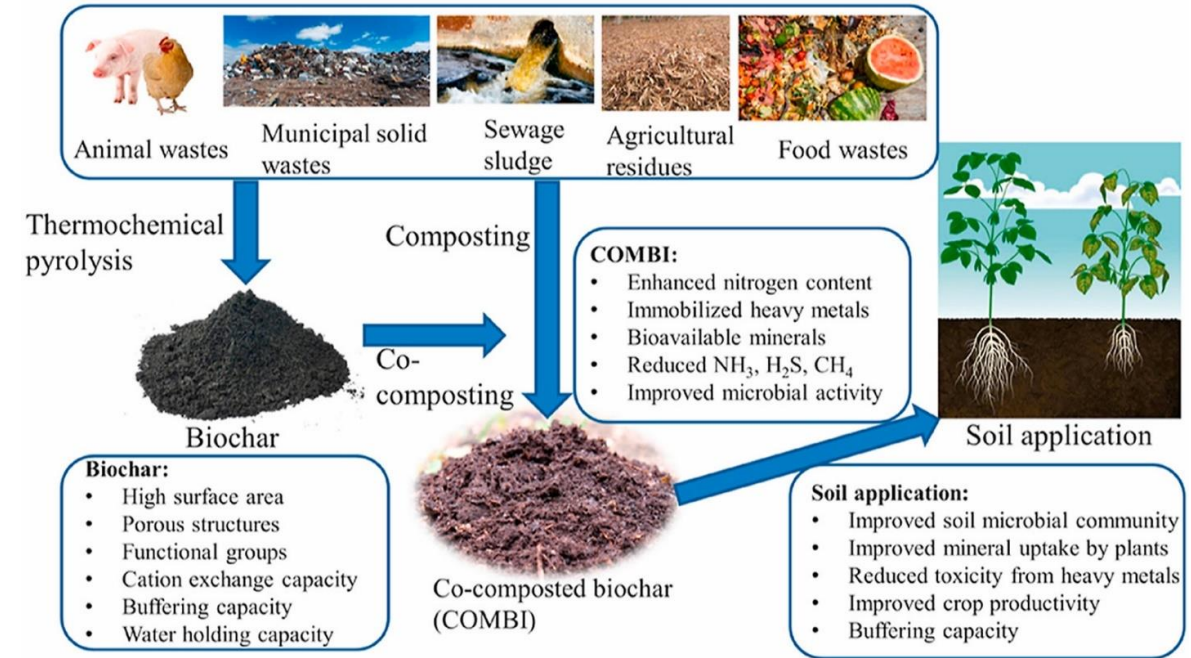 Animal wastes
Municipal solid
wastes
Sewage
sludge
Agricultural
residues
Food wastes
Thermochemical
pyrolysis
Composting
COMBI:
• Enhanced nitrogen content
• Immobilized heavy metals
• Bioavailable minerals
• Reduced NH₃, H₂S, CH₄
• Improved microbial activity
Co-
composting
Biochar
Soil application
Biochar:
• High surface area
• Porous structures
• Functional groups
• Cation exchange capacity
• Buffering capacity
• Water holding capacity
Co-composted biochar
(COMBI)
Soil application:
• Improved soil microbial community
• Improved mineral uptake by plants
• Reduced toxicity from heavy metals
• Improved crop productivity
• Buffering capacity